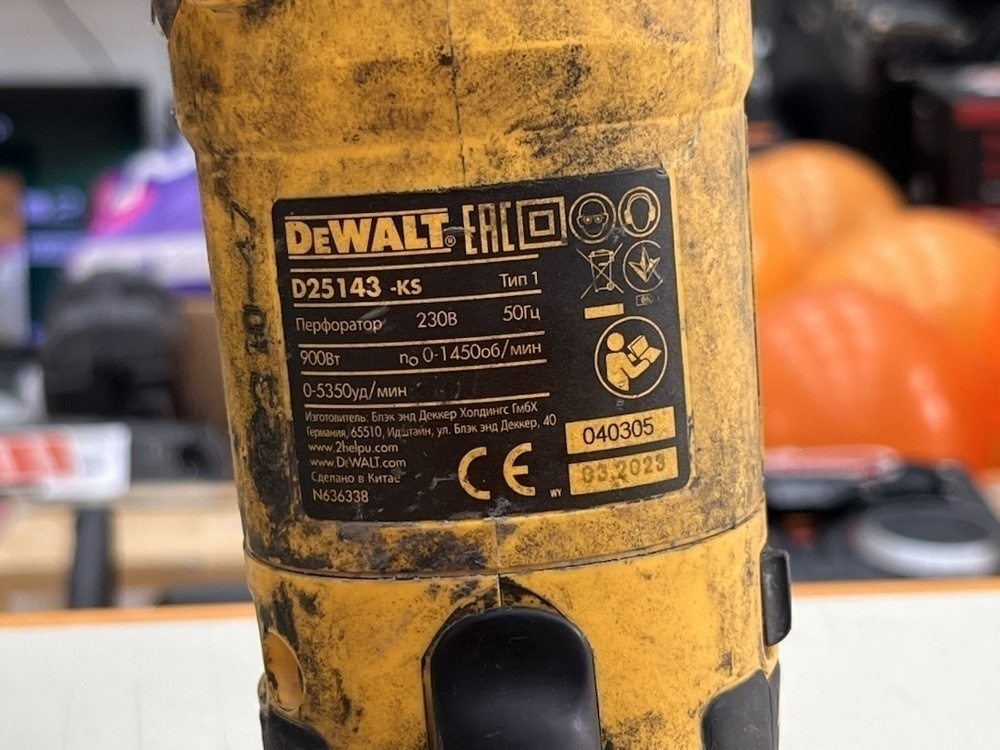 DEWALT® EAC
D25143 -KS Тип 1
Перфоратор 230В 50Гц
900Вт no 0-1450об/мин
0-5350уд/мин
Изготовитель: Блэк энд Деккер Холдингс ГмбХ
Германия, 65510, Идштайн, ул. Блэк энд Деккер, 40
www.2helpu.com
www.DEWALT.com
Сделано в Китае
N636338
CE
WY
040305
03.2023